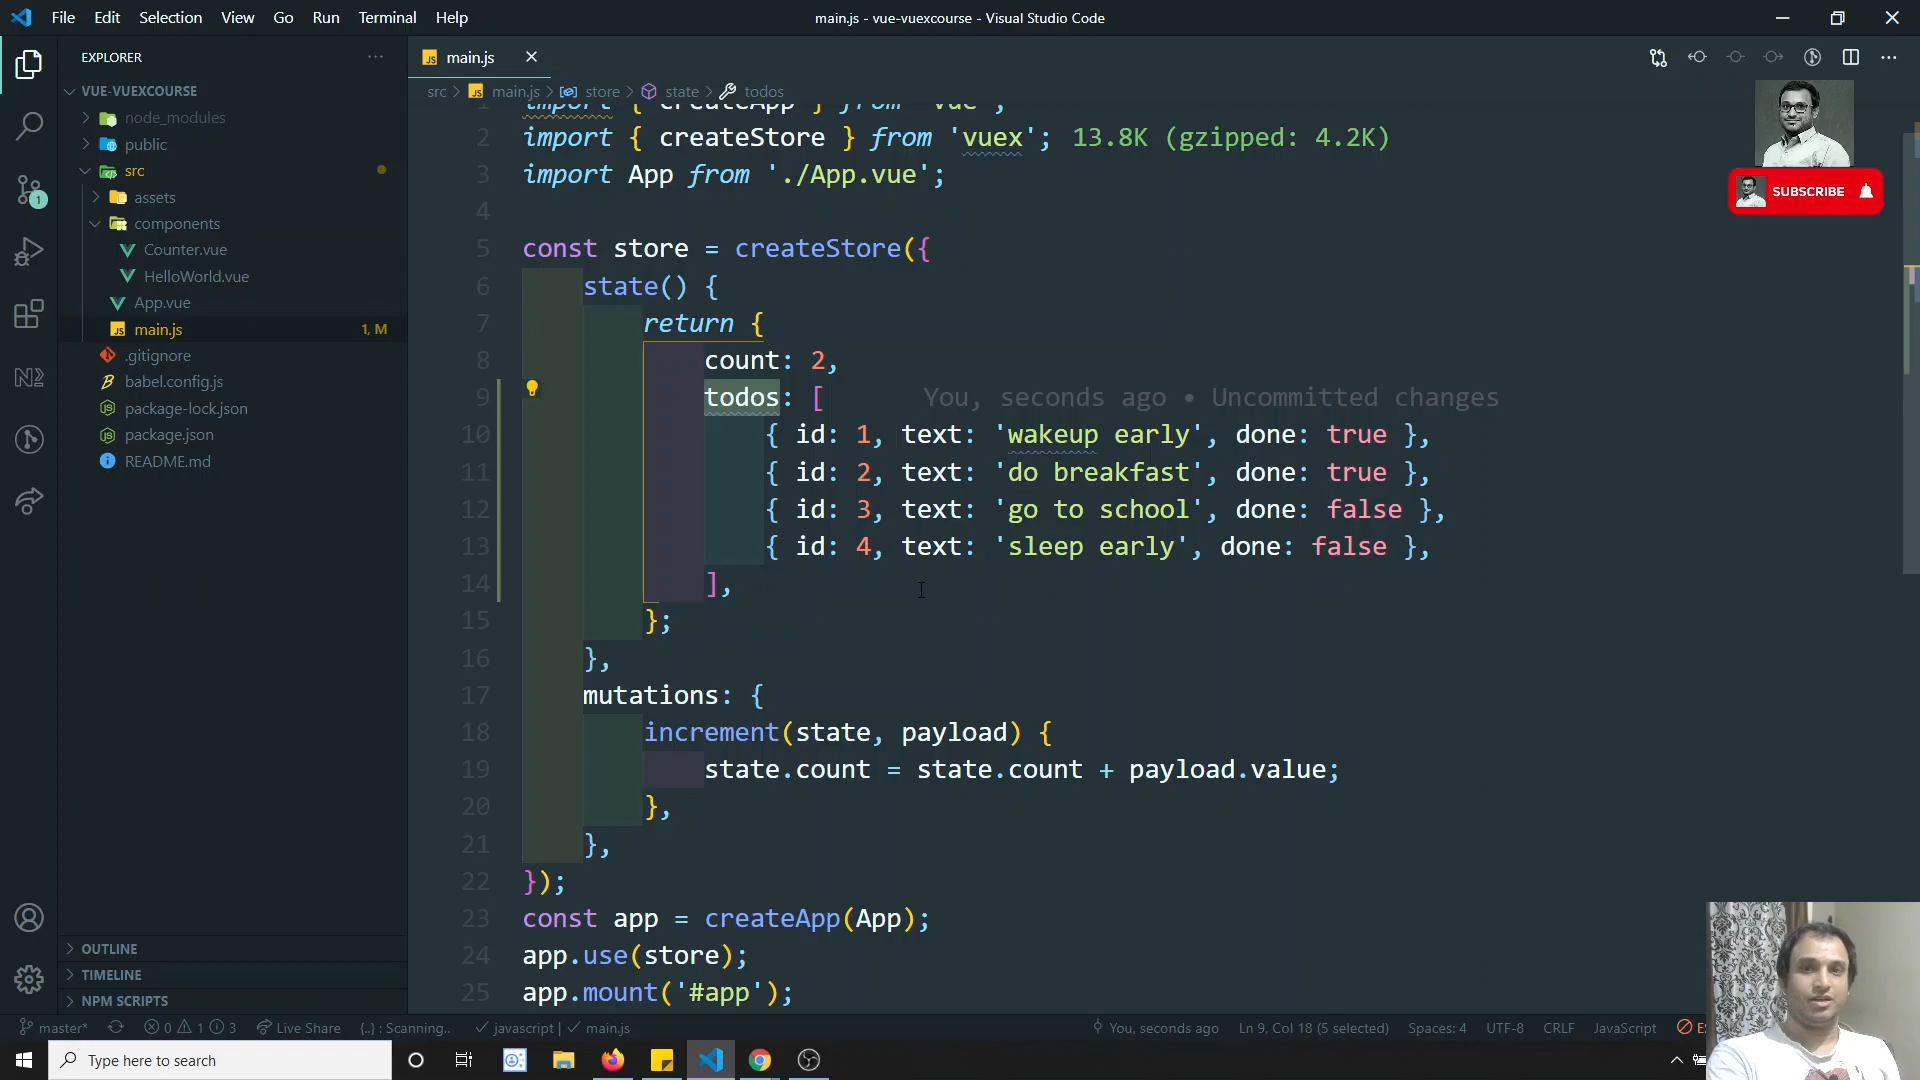 File Edit Selection View Go Run Terminal Help
main.js - vue-vuexcourse - Visual Studio Code
EXPLORER
main.js
VUE-VUEXCOURSE
node_modules
public
src
assets
components
Counter.vue
HelloWorld.vue
App.vue
main.js 1, M
.gitignore
babel.config.js
package-lock.json
package.json
README.md
OUTLINE
TIMELINE
NPM SCRIPTS
src > main.js > store > state > todos
1 import { createApp } from 'vue';
2 import { createStore } from 'vuex'; 13.8K (gzipped: 4.2K)
3 import App from './App.vue';
4
5 const store = createStore({
6 state() {
7 return {
8 count: 2,
9 todos: [ You, seconds ago • Uncommitted changes
10 { id: 1, text: 'wakeup early', done: true },
11 { id: 2, text: 'do breakfast', done: true },
12 { id: 3, text: 'go to school', done: false },
13 { id: 4, text: 'sleep early', done: false },
14 ],
15 };
16 },
17 mutations: {
18 increment(state, payload) {
19 state.count = state.count + payload.value;
20 },
21 },
22 });
23 const app = createApp(App);
24 app.use(store);
25 app.mount('#app');
SUBSCRIBE
1
master* 0 1 3 Live Share {..} : Scanning.. javascript | main.js
You, seconds ago Ln 9, Col 18 (5 selected) Spaces: 4 UTF-8 CRLF JavaScript
Type here to search